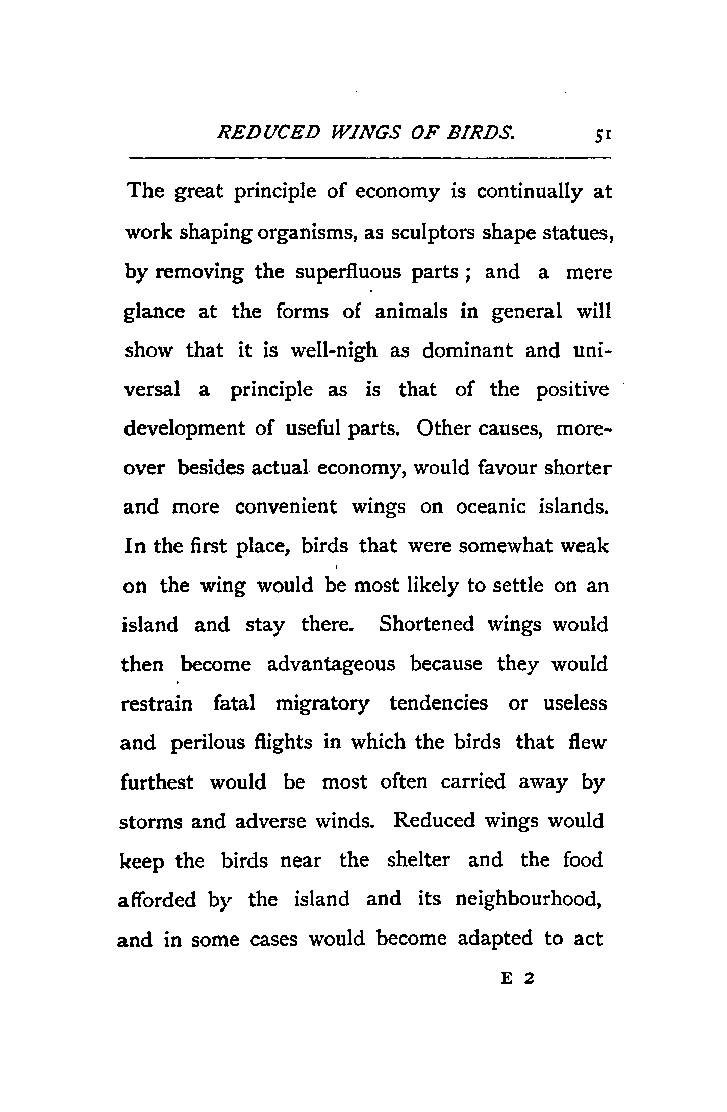 REDUCED WINGS OF BIRDS. 51
The great principle of economy is continually at
work shaping organisms, as sculptors shape statues,
by removing the superfluous parts ; and a mere
glance at the forms of animals in general will
show that it is well-nigh as dominant and uni-
versal a principle as is that of the positive
development of useful parts. Other causes, more-
over besides actual economy, would favour shorter
and more convenient wings on oceanic islands.
In the first place, birds that were somewhat weak
on the wing would be most likely to settle on an
island and stay there. Shortened wings would
then become advantageous because they would
restrain fatal migratory tendencies or useless
and perilous flights in which the birds that flew
furthest would be most often carried away by
storms and adverse winds. Reduced wings would
keep the birds near the shelter and the food
afforded by the island and its neighbourhood,
and in some cases would become adapted to act
E 2